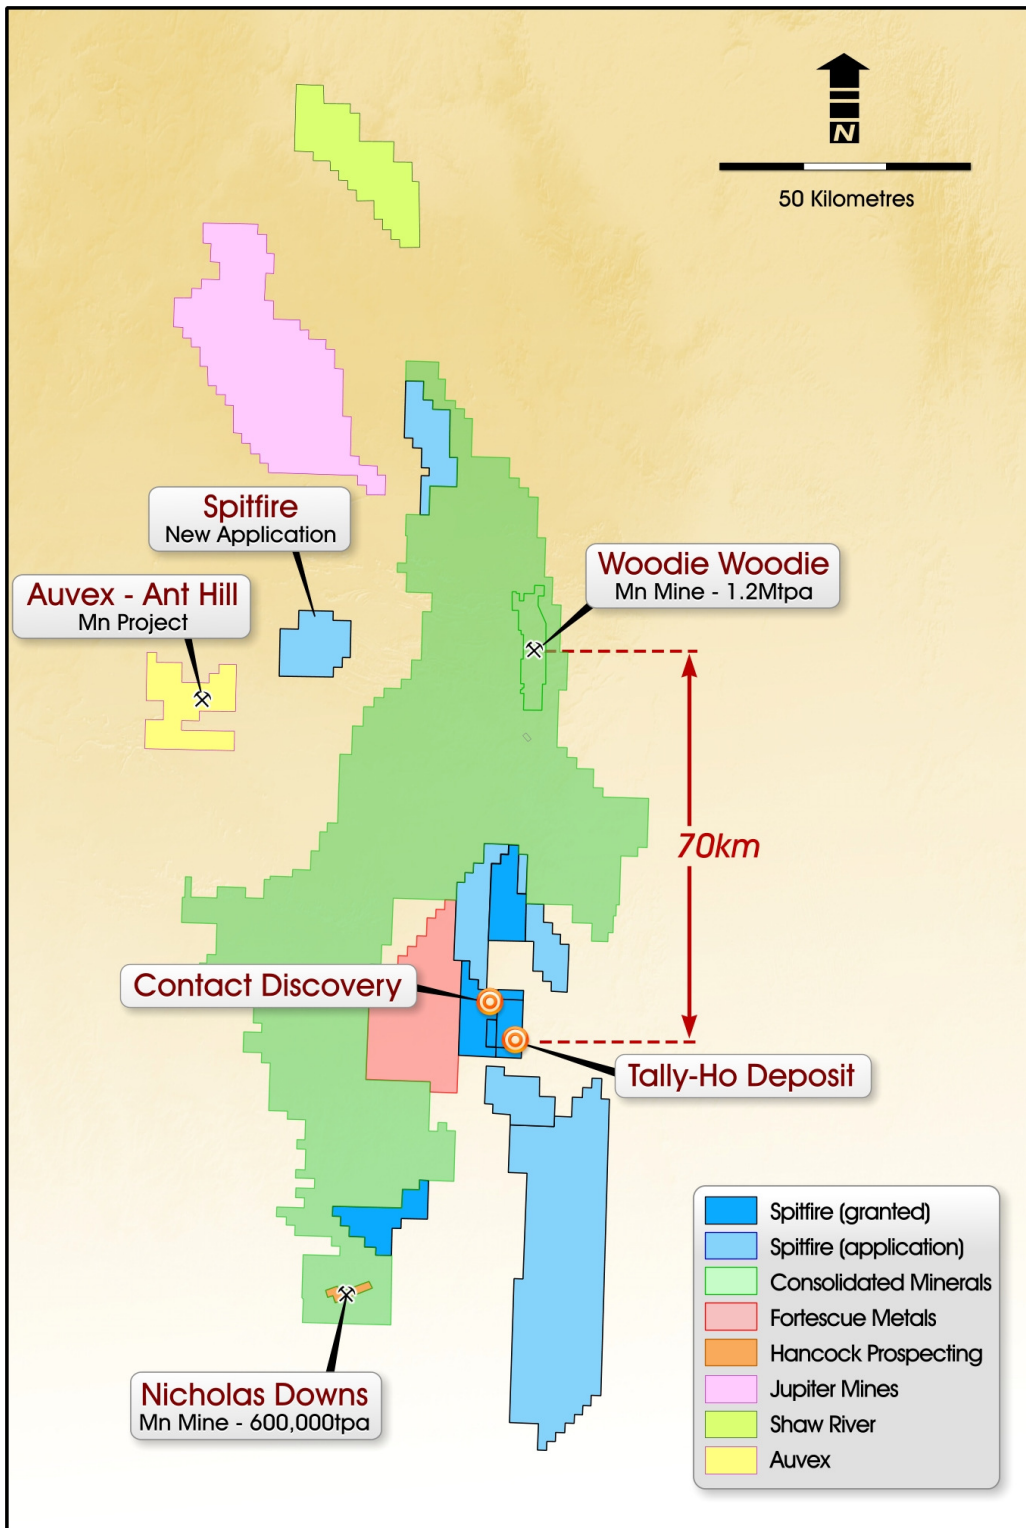 N
50 Kilometres
Spitfire
New Application
Auvex - Ant Hill
Mn Project
Woodie Woodie
Mn Mine - 1.2Mtpa
70km
Contact Discovery
Tally-Ho Deposit
Nicholas Downs
Mn Mine - 600,000tpa
Spitfire (granted)
Spitfire (application)
Consolidated Minerals
Fortescue Metals
Hancock Prospecting
Jupiter Mines
Shaw River
Auvex